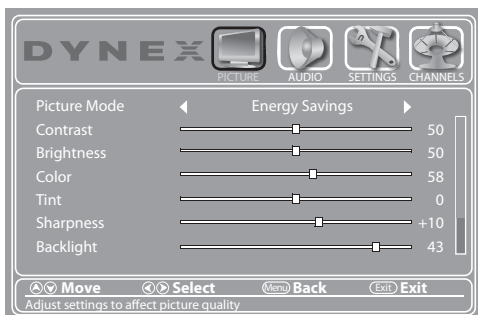 DYNEX
PICTURE AUDIO SETTINGS CHANNELS
Picture Mode Energy Savings
Contrast 50
Brightness 50
Color 58
Tint 0
Sharpness +10
Backlight 43
Move Select Menu Back Exit Exit
Adjust settings to affect picture quality